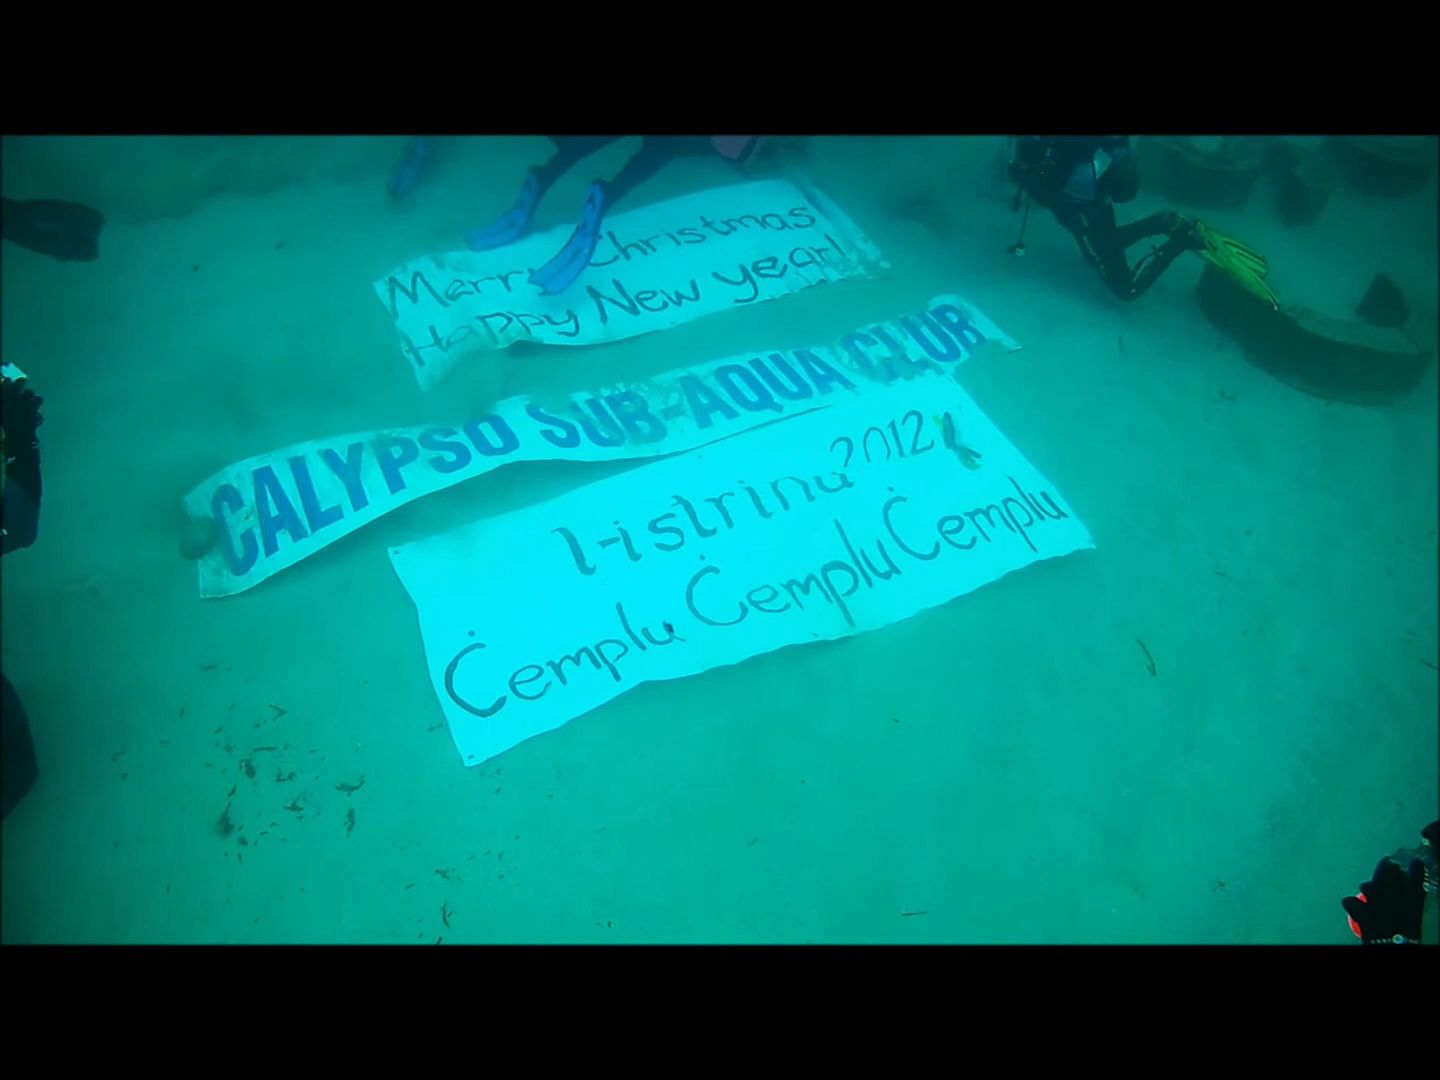 Merry Christmas
Happy New year!
CALYPSO SUB-AQUA CLUB
l-istrina 2012
Ċemplu Ċemplu Ċemplu